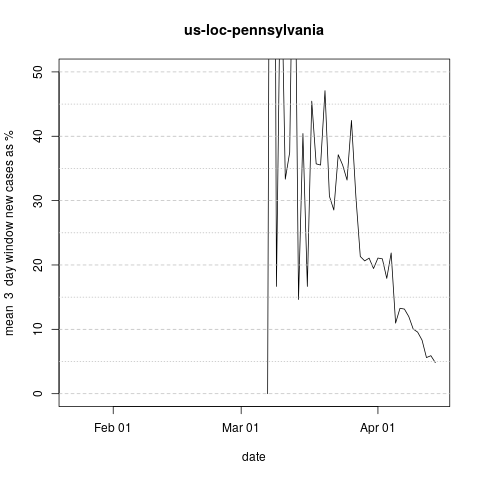 us-loc-pennsylvania
mean 3 day window new cases as %
50
40
30
20
10
0
Feb 01
Mar 01
Apr 01
date